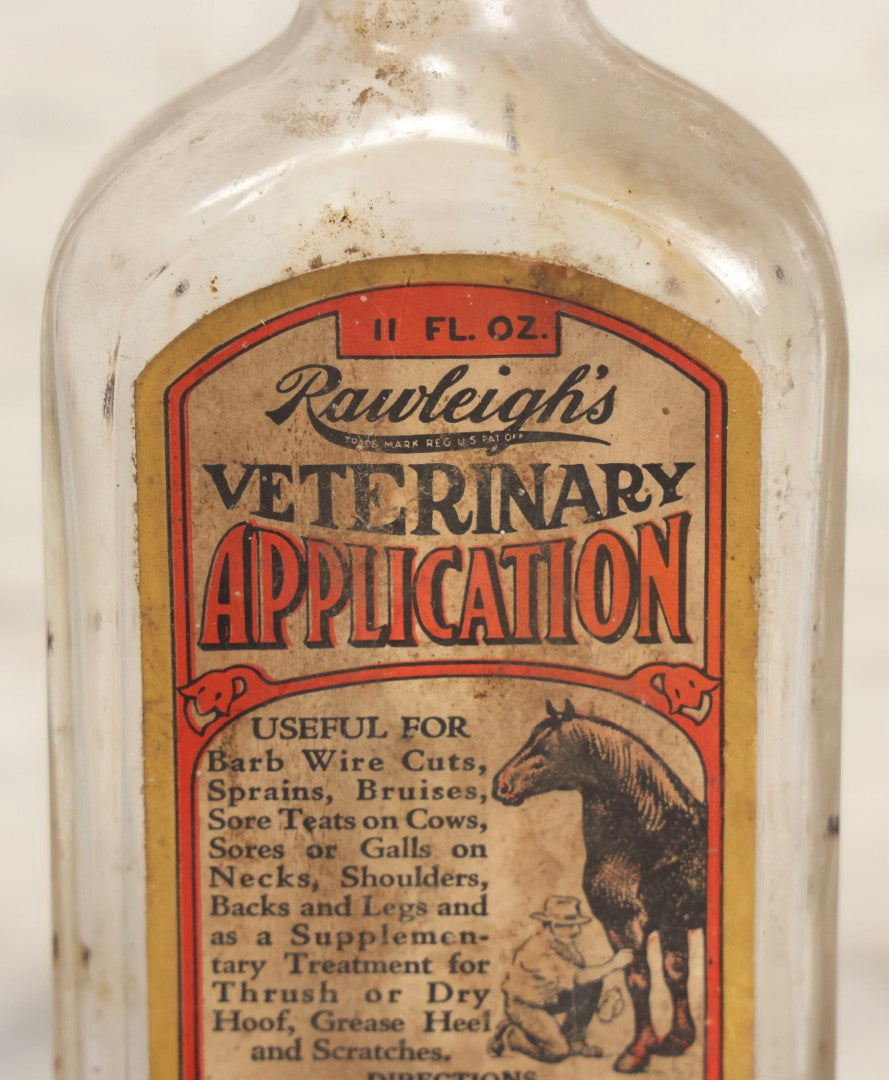 11 FL. OZ.
Rawleigh's
TRADE MARK REG U S PAT OFF
VETERINARY
APPLICATION
USEFUL FOR
Barb Wire Cuts,
Sprains, Bruises,
Sore Teats on Cows,
Sores or Galls on
Necks, Shoulders,
Backs and Legs and
as a Supplemen-
tary Treatment for
Thrush or Dry
Hoof, Grease Heel
and Scratches.
DIRECTIONS